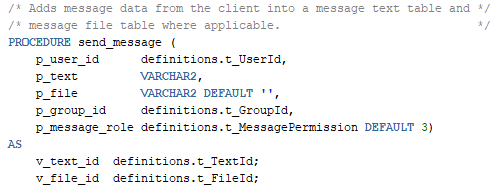 /* Adds message data from the client into a message text table and */
/* message file table where applicable. */
PROCEDURE send_message (
p_user_id definitions.t_UserId,
p_text VARCHAR2,
p_file VARCHAR2 DEFAULT '',
p_group_id definitions.t_GroupId,
p_message_role definitions.t_MessagePermission DEFAULT 3)
AS
v_text_id definitions.t_TextId;
v_file_id definitions.t_FileId;